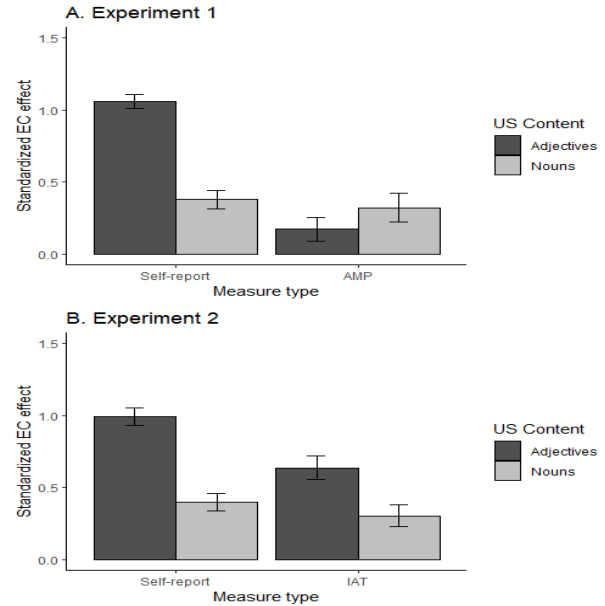 A. Experiment 1
1.5
1.0
0.5
0.0
Standardized EC effect
Self-report AMP
Measure type
US Content
Adjectives
Nouns
B. Experiment 2
1.5
1.0
0.5
0.0
Standardized EC effect
Self-report IAT
Measure type
US Content
Adjectives
Nouns